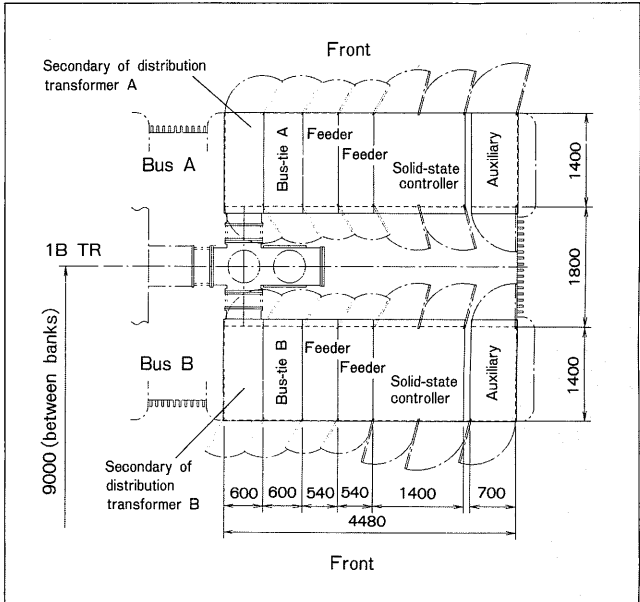 Front
Secondary of distribution
transformer A
Bus A
Bus-tie A
Feeder
Feeder
Solid-state
controller
Auxiliary
1400
1B TR
1800
Bus B
Bus-tie B
Feeder
Feeder
Solid-state
controller
Auxiliary
1400
9000 (between banks)
Secondary of
distribution
transformer B
600
600
540
540
1400
700
4480
Front